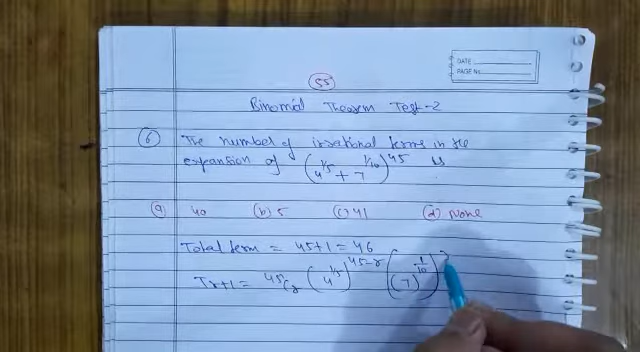 DATE
PAGE No.
55
Binomial Theorem Test-2
6 The number of irrational terms in the
expansion of (4^1/5 + 7^1/10)^45 is
(a) 40 (b) 5 (c) 41 (d) None
Total term = 45+1 = 46
Tr+1 = 45Cr (4^1/5)^45-r ((7)^1/10)^r